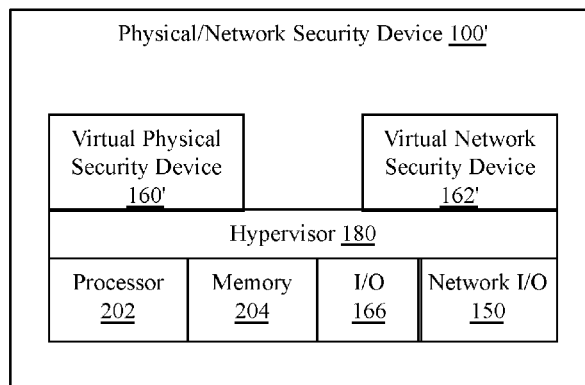 Physical/Network Security Device 100'
Virtual Physical
Security Device
160'
Virtual Network
Security Device
162'
Hypervisor 180
Processor
202
Memory
204
I/O
166
Network I/O
150